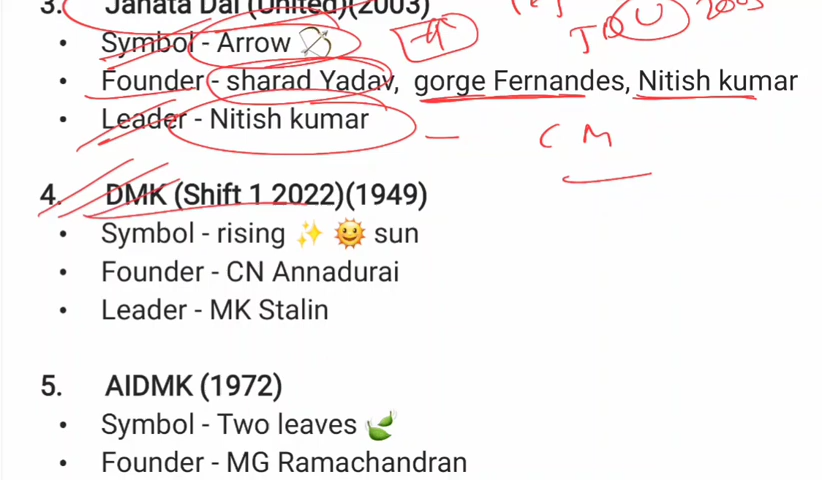 3. Janata Dal (United)(2003)
• Symbol - Arrow 🏹
• Founder - sharad Yadav, gorge Fernandes, Nitish kumar
• Leader - Nitish kumar
CM
4. DMK (Shift 1 2022)(1949)
• Symbol - rising ✨ 🌞 sun
• Founder - CN Annadurai
• Leader - MK Stalin
5. AIDMK (1972)
• Symbol - Two leaves 🍃
• Founder - MG Ramachandran